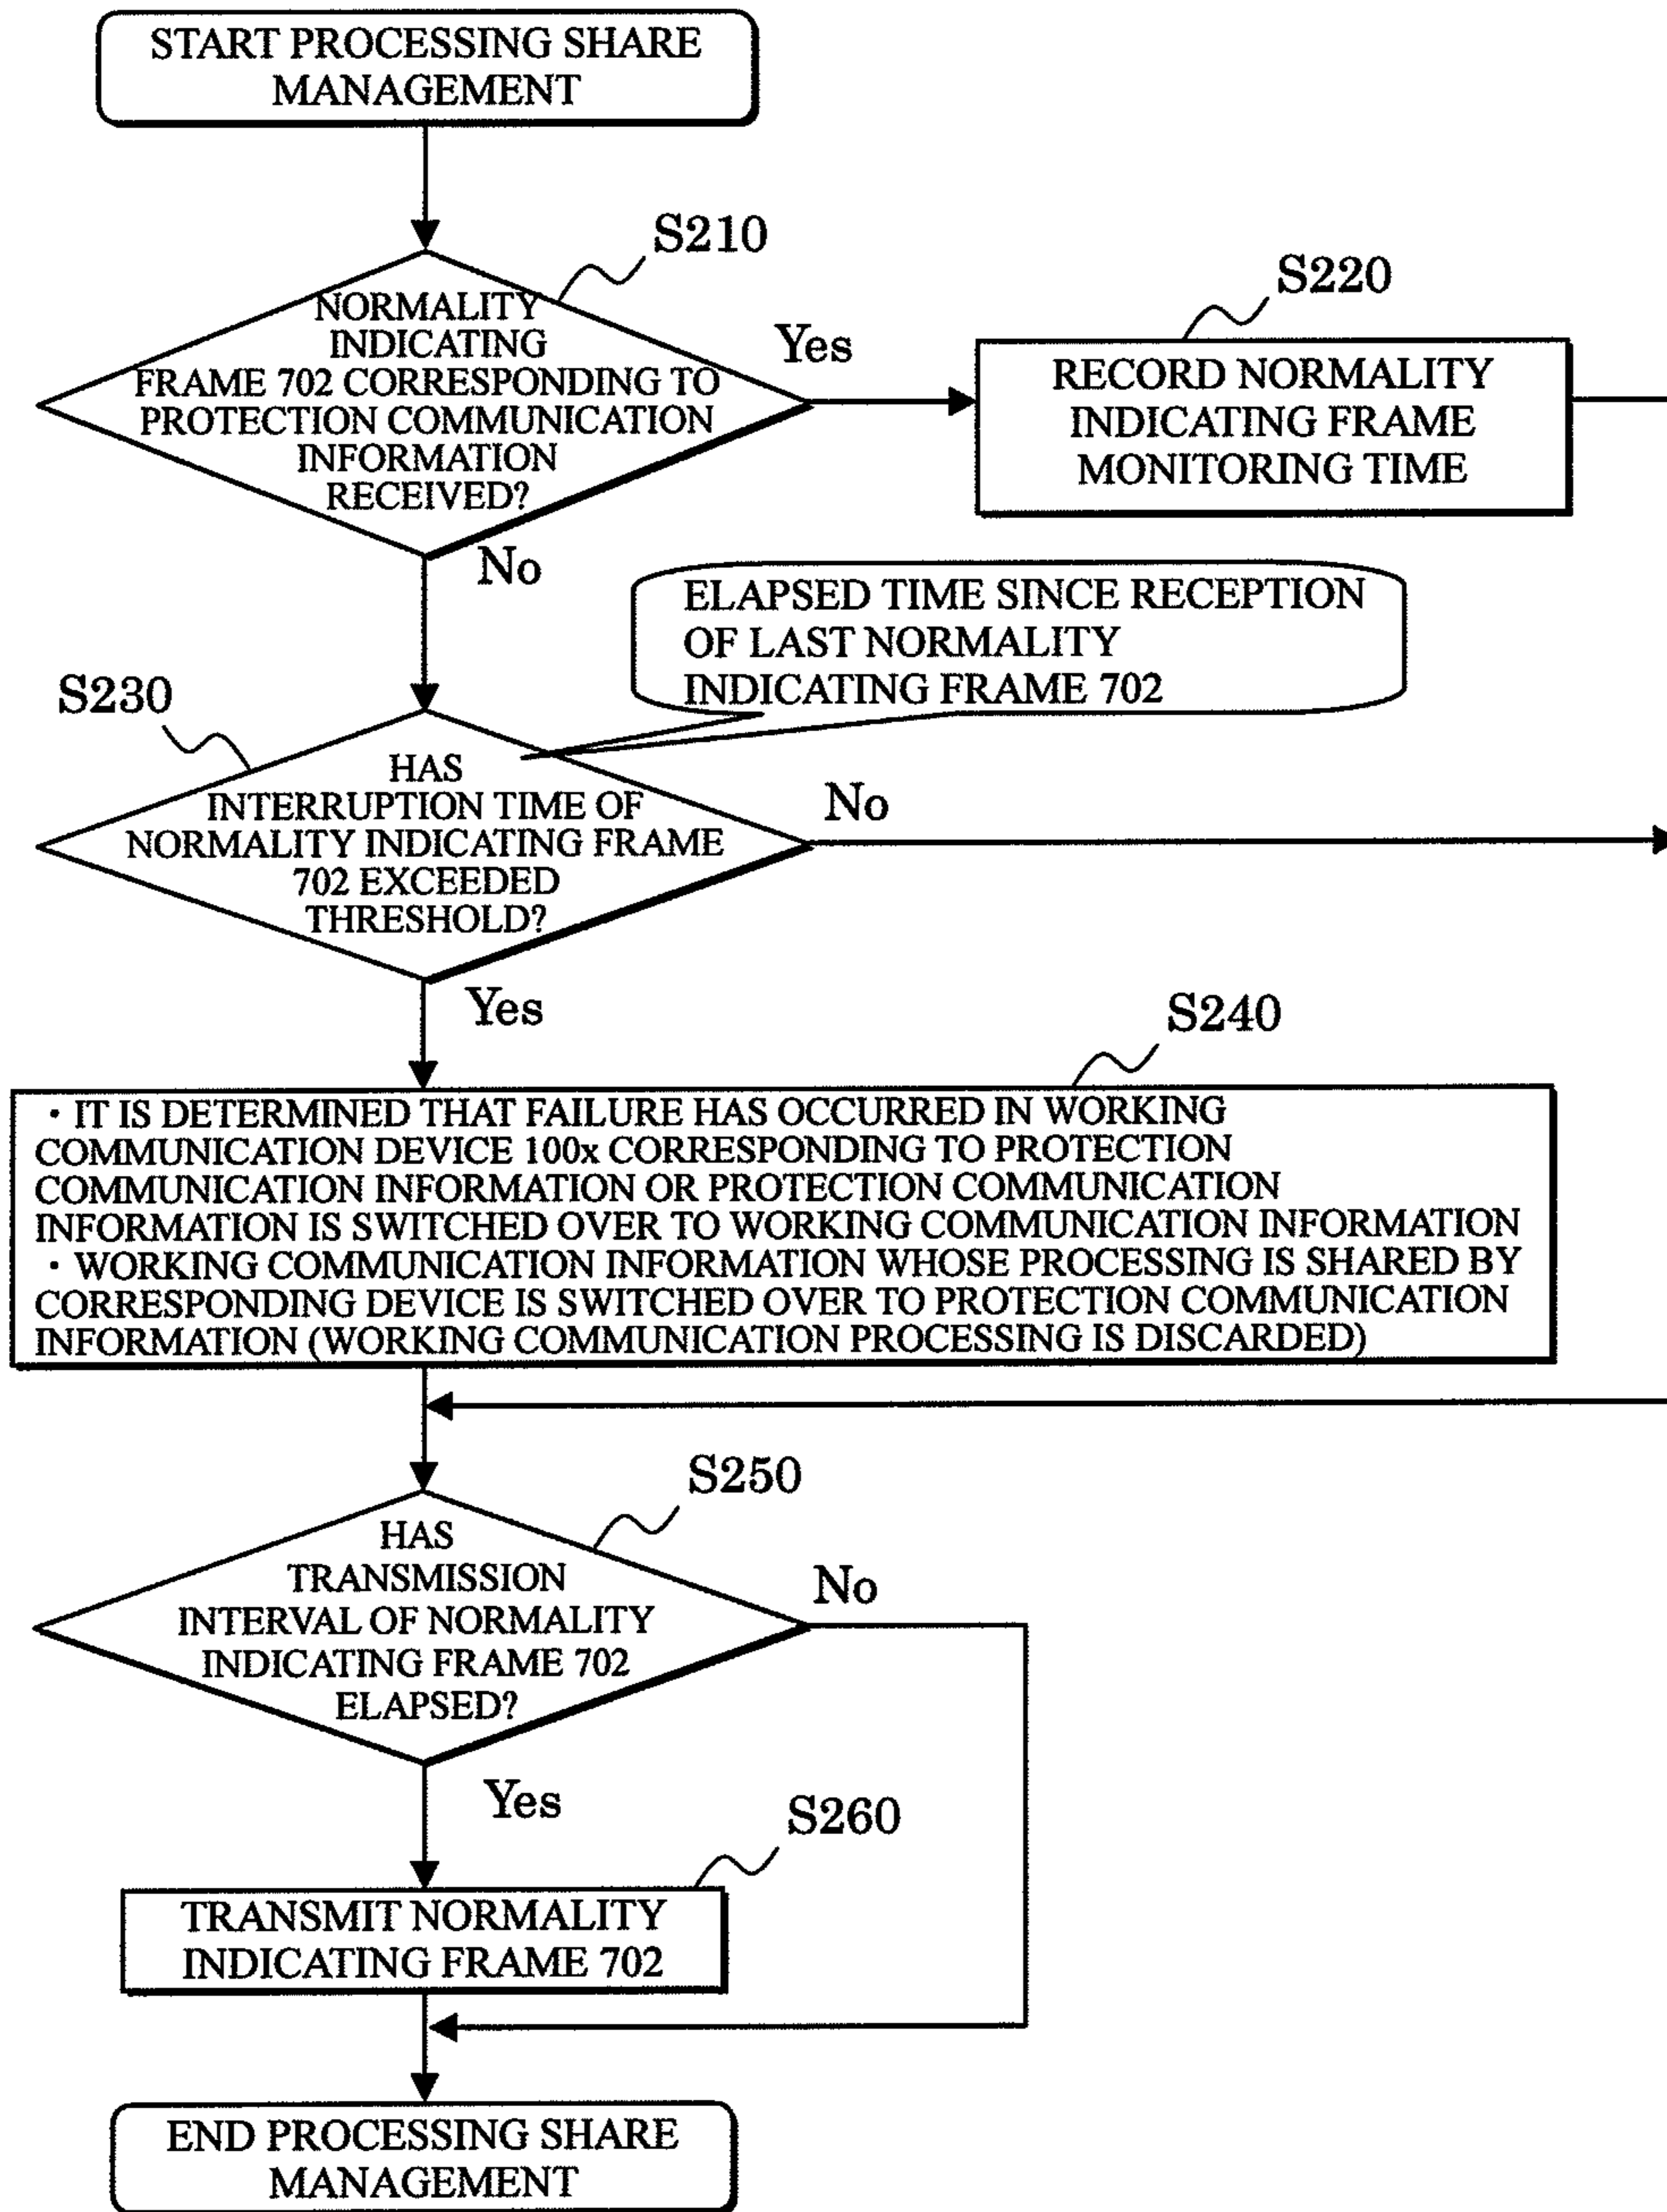 START PROCESSING SHARE
MANAGEMENT
S210
NORMALITY
INDICATING
FRAME 702 CORRESPONDING TO
PROTECTION COMMUNICATION
INFORMATION
RECEIVED?
Yes
S220
RECORD NORMALITY
INDICATING FRAME
MONITORING TIME
No
ELAPSED TIME SINCE RECEPTION
OF LAST NORMALITY
INDICATING FRAME 702
S230
HAS
INTERRUPTION TIME OF
NORMALITY INDICATING FRAME
702 EXCEEDED
THRESHOLD?
No
Yes
S240
・IT IS DETERMINED THAT FAILURE HAS OCCURRED IN WORKING
COMMUNICATION DEVICE 100x CORRESPONDING TO PROTECTION
COMMUNICATION INFORMATION OR PROTECTION COMMUNICATION
INFORMATION IS SWITCHED OVER TO WORKING COMMUNICATION INFORMATION
・WORKING COMMUNICATION INFORMATION WHOSE PROCESSING IS SHARED BY
CORRESPONDING DEVICE IS SWITCHED OVER TO PROTECTION COMMUNICATION
INFORMATION (WORKING COMMUNICATION PROCESSING IS DISCARDED)
S250
HAS
TRANSMISSION
INTERVAL OF NORMALITY
INDICATING FRAME 702
ELAPSED?
No
Yes
S260
TRANSMIT NORMALITY
INDICATING FRAME 702
END PROCESSING SHARE
MANAGEMENT